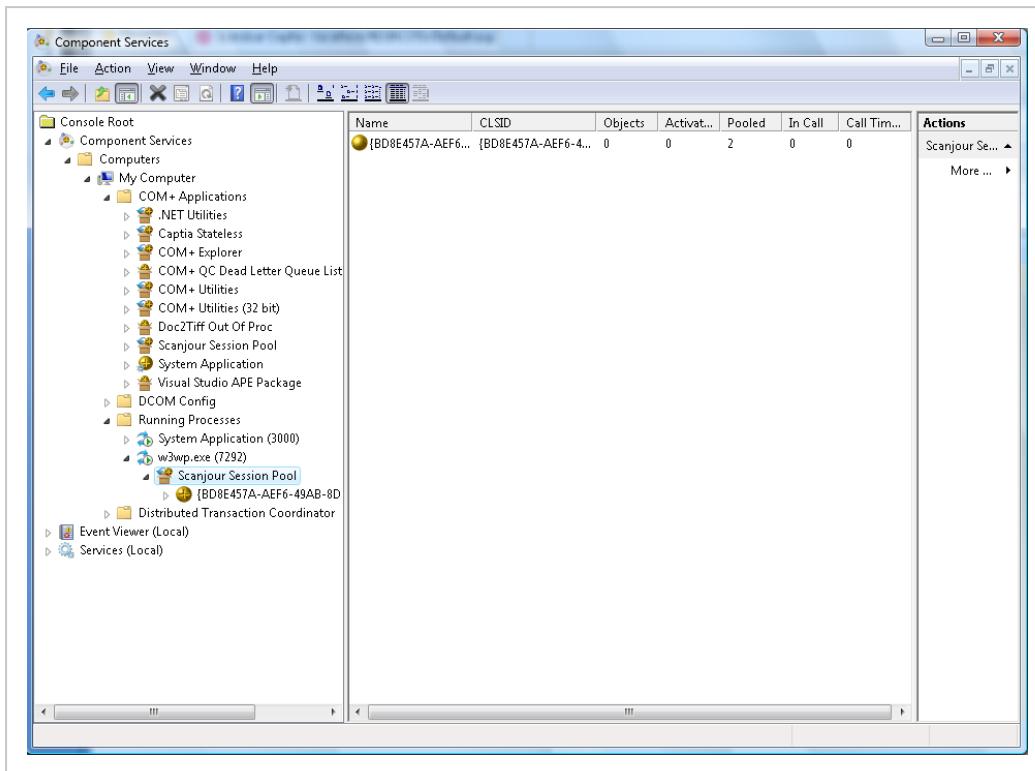 Component Services
File Action View Window Help
Console Root
Component Services
Computers
My Computer
COM+ Applications
.NET Utilities
Captia Stateless
COM+ Explorer
COM+ QC Dead Letter Queue List
COM+ Utilities
COM+ Utilities (32 bit)
Doc2Tiff Out Of Proc
Scanjour Session Pool
System Application
Visual Studio APE Package
DCOM Config
Running Processes
System Application (3000)
w3wp.exe (7292)
Scanjour Session Pool
{BD8E457A-AEF6-49AB-8D
Distributed Transaction Coordinator
Event Viewer (Local)
Services (Local)
Name CLSID Objects Activat... Pooled In Call Call Tim...
{BD8E457A-AEF6... {BD8E457A-AEF6-4... 0 0 2 0 0
Actions
Scanjour Se...
More ...